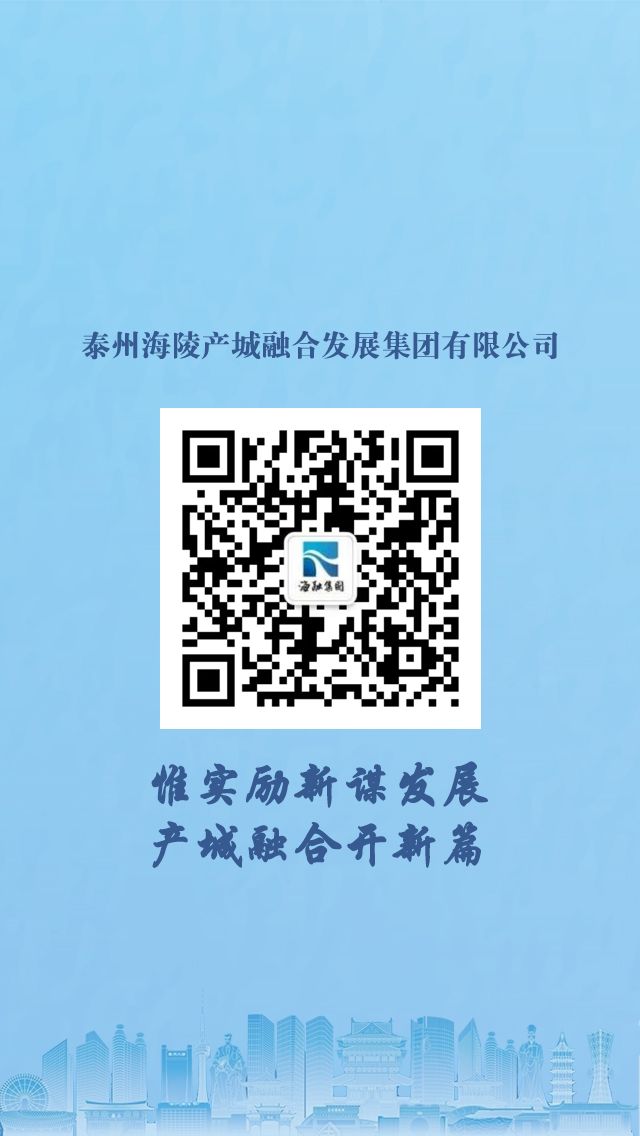 泰州海陵产城融合发展集团有限公司
海融集团
惟实励新谋发展
产城融合开新篇